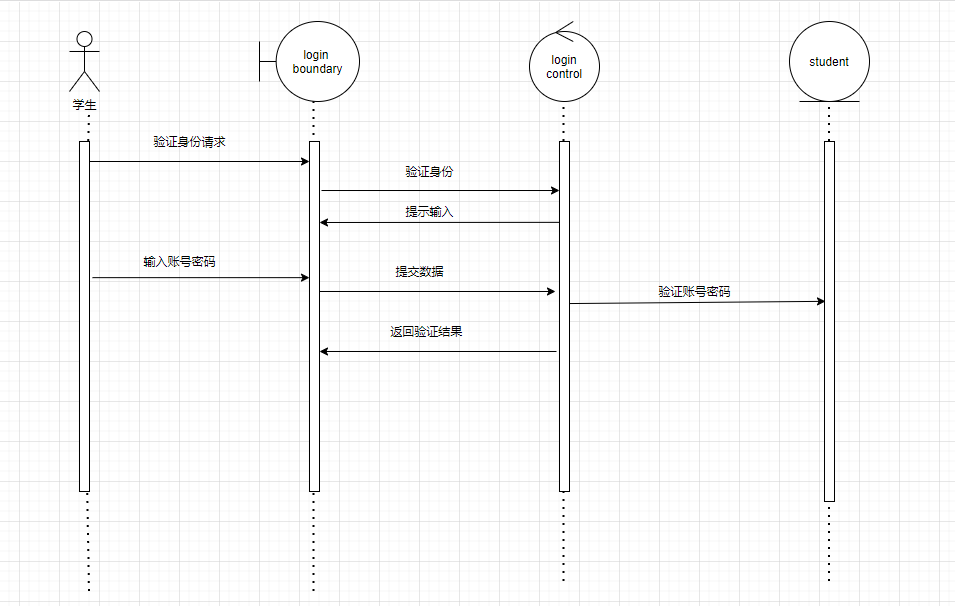 login
boundary
login
control
student
学生
验证身份请求
验证身份
提示输入
输入账号密码
提交数据
验证账号密码
返回验证结果